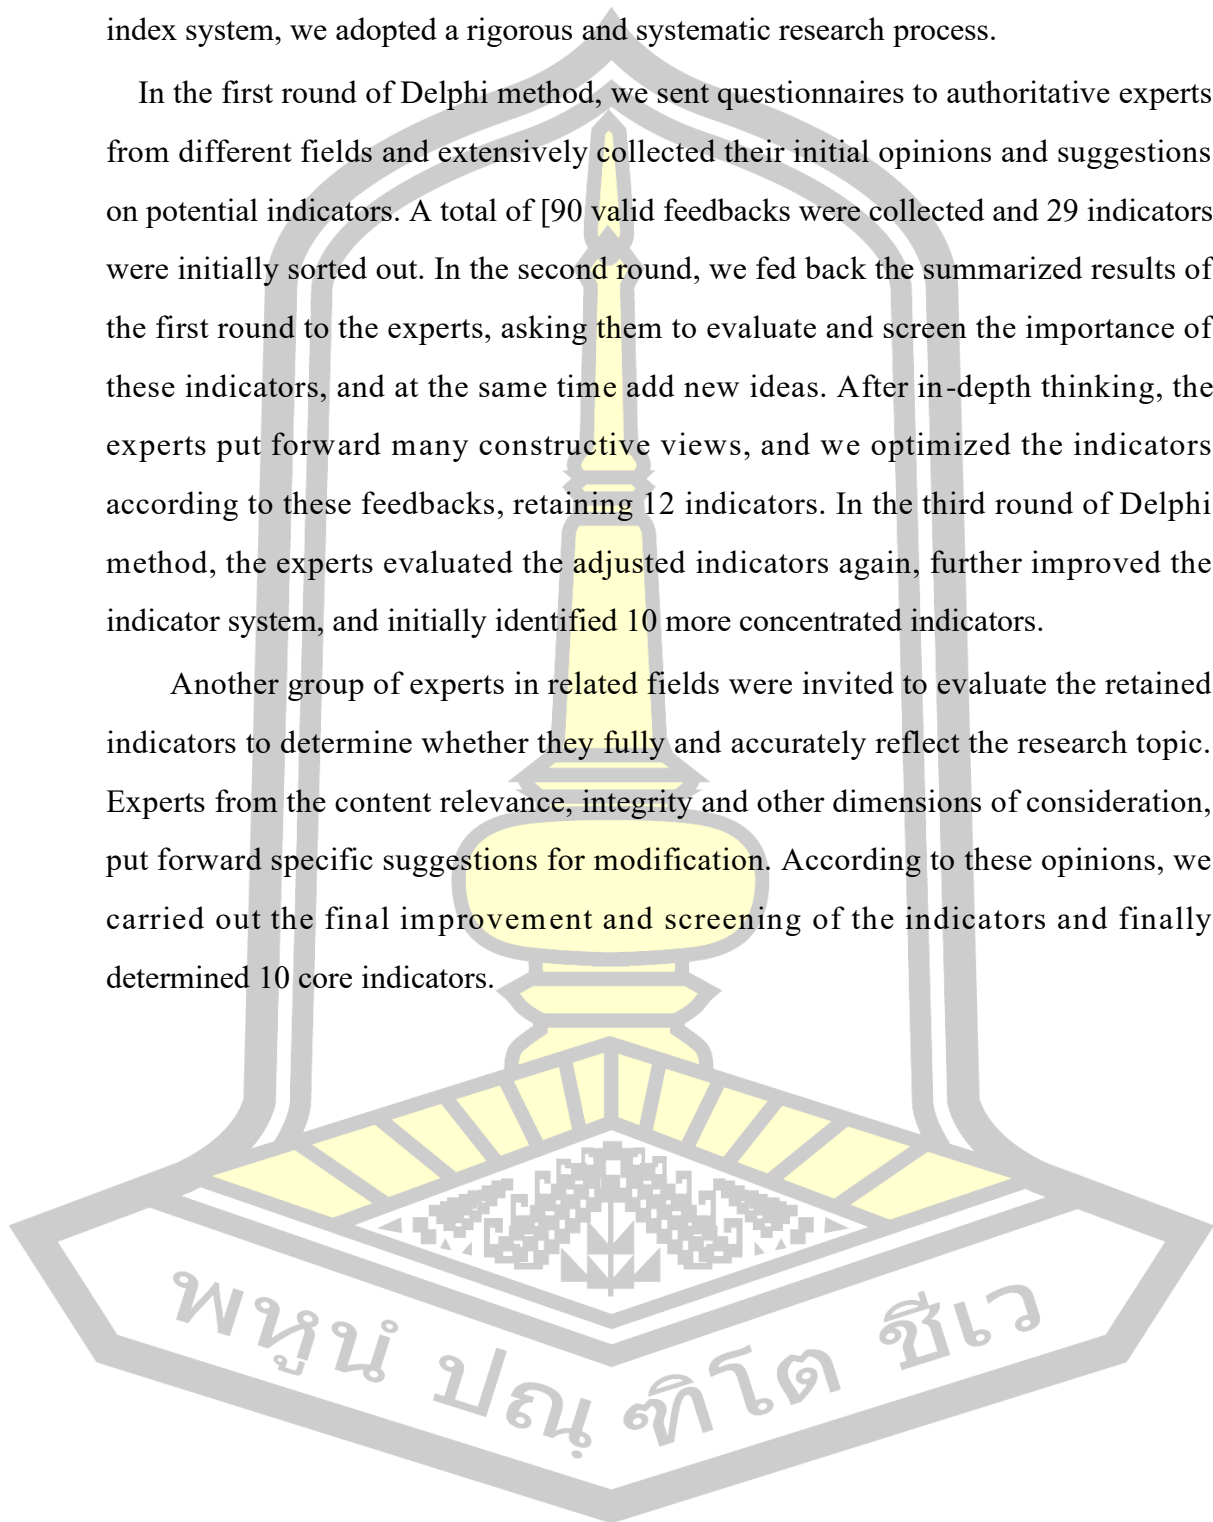 index system, we adopted a rigorous and systematic research process.
In the first round of Delphi method, we sent questionnaires to authoritative experts
from different fields and extensively collected their initial opinions and suggestions
on potential indicators. A total of [90 valid feedbacks were collected and 29 indicators
were initially sorted out. In the second round, we fed back the summarized results of
the first round to the experts, asking them to evaluate and screen the importance of
these indicators, and at the same time add new ideas. After in-depth thinking, the
experts put forward many constructive views, and we optimized the indicators
according to these feedbacks, retaining 12 indicators. In the third round of Delphi
method, the experts evaluated the adjusted indicators again, further improved the
indicator system, and initially identified 10 more concentrated indicators.
Another group of experts in related fields were invited to evaluate the retained
indicators to determine whether they fully and accurately reflect the research topic.
Experts from the content relevance, integrity and other dimensions of consideration,
put forward specific suggestions for modification. According to these opinions, we
carried out the final improvement and screening of the indicators and finally
determined 10 core indicators.
พหูนํ ปณฺ ฑิโต ชีเว